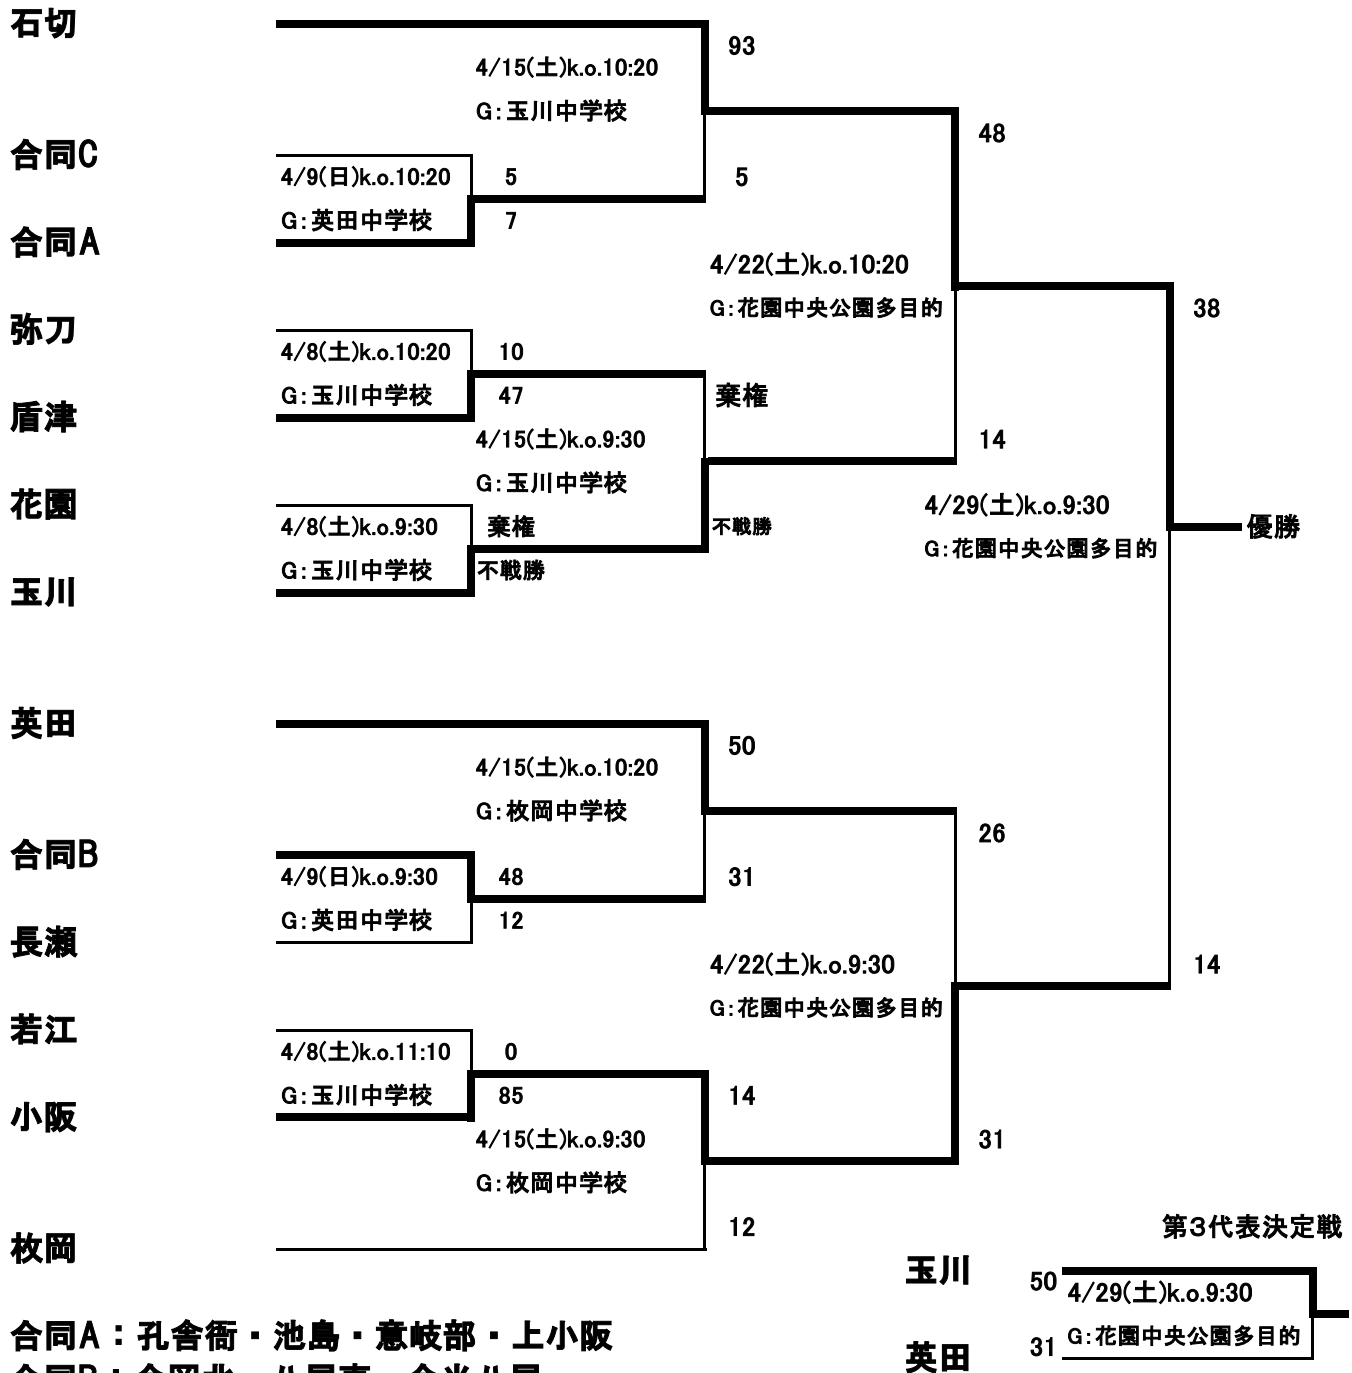 石切
93
4/15(土)k.o.10:20
G:玉川中学校
48
合同C
4/9(日)k.o.10:20
5
5
G:英田中学校
7
合同A
4/22(土)k.o.10:20
G:花園中央公園多目的
38
弥刀
4/8(土)k.o.10:20
10
G:玉川中学校
47
棄権
盾津
4/15(土)k.o.9:30
14
G:玉川中学校
花園
4/29(土)k.o.9:30
4/8(土)k.o.9:30
棄権
不戦勝
優勝
G:花園中央公園多目的
G:玉川中学校
不戦勝
玉川
英田
50
4/15(土)k.o.10:20
G:枚岡中学校
26
合同B
4/9(日)k.o.9:30
48
31
G:英田中学校
12
長瀬
4/22(土)k.o.9:30
14
G:花園中央公園多目的
若江
4/8(土)k.o.11:10
0
G:玉川中学校
85
14
小阪
4/15(土)k.o.9:30
31
G:枚岡中学校
12
第3代表決定戦
枚岡
玉川
50
4/29(土)k.o.9:30
G:花園中央公園多目的
31
英田
合同A：孔舎衙・池島・意岐部・上小阪